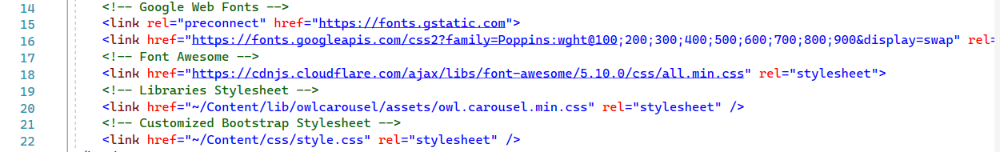 14 <!-- Google Web Fonts -->
15 <link rel="preconnect" href="https://fonts.gstatic.com">
16 <link href="https://fonts.googleapis.com/css2?family=Poppins:wght@100;200;300;400;500;600;700;800;900&display=swap" rel=
17 <!-- Font Awesome -->
18 <link href="https://cdnjs.cloudflare.com/ajax/libs/font-awesome/5.10.0/css/all.min.css" rel="stylesheet">
19 <!-- Libraries Stylesheet -->
20 <link href="~/Content/lib/owlcarousel/assets/owl.carousel.min.css" rel="stylesheet" />
21 <!-- Customized Bootstrap Stylesheet -->
22 <link href="~/Content/css/style.css" rel="stylesheet" />